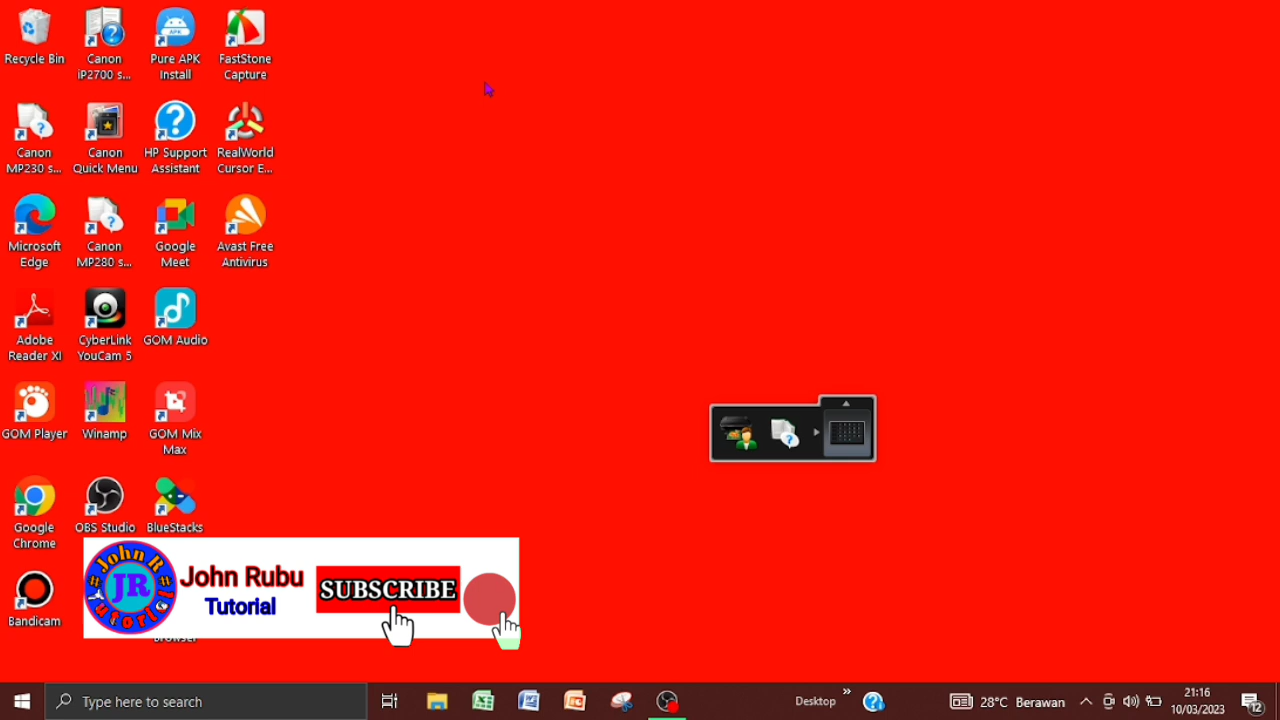 Recycle Bin
Canon
iP2700 s...
Pure APK
Install
FastStone
Capture
Canon
MP230 s...
Canon
Quick Menu
HP Support
Assistant
RealWorld
Cursor E...
Microsoft
Edge
Canon
MP280 s...
Google
Meet
Avast Free
Antivirus
Adobe
Reader XI
CyberLink
YouCam 5
GOM Audio
GOM Player
Winamp
GOM Mix
Max
Google
Chrome
OBS Studio
BlueStacks
Bandicam
John R
JR
#Tutorial#
John Rubu
Tutorial
SUBSCRIBE
Type here to search
Desktop
28°C Berawan
21:16
10/03/2023
12